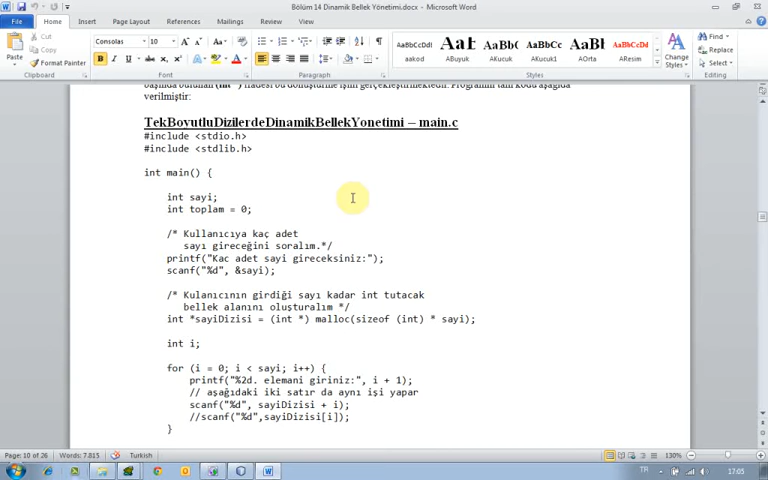 Bölüm 14 Dinamik Bellek Yönetimi.docx - Microsoft Word
File Home Insert Page Layout References Mailings Review View
Paste
Cut
Copy
Format Painter
Clipboard
Consolas 10
Font
Paragraph
AaBbCcDdI aakod
AaBl ABuyuk
AaBbC AKucuk
AaBbCc AKucuk1
AaBbl AOrta
AaBbCcI AResim
Change Styles
Styles
Find
Replace
Select
Editing
verilmiştir:
TekBoyutluDizilerdeDinamikBellekYonetimi – main.c
#include <stdio.h>
#include <stdlib.h>
int main() {
int sayi;
int toplam = 0;
/* Kullanıcıya kaç adet
sayı gireceğini soralım.*/
printf("Kac adet sayi gireceksiniz:");
scanf("%d", &sayi);
/* Kulanıcının girdiği sayı kadar int tutacak
bellek alanını oluşturalım */
int *sayiDizisi = (int *) malloc(sizeof (int) * sayi);
int i;
for (i = 0; i < sayi; i++) {
printf("%2d. elemani giriniz:", i + 1);
// aşağıdaki iki satır da aynı işi yapar
scanf("%d", sayiDizisi + i);
//scanf("%d",sayiDizisi[i]);
}
Page: 10 of 26 Words: 7.815 Turkish 130%
TR 17:05